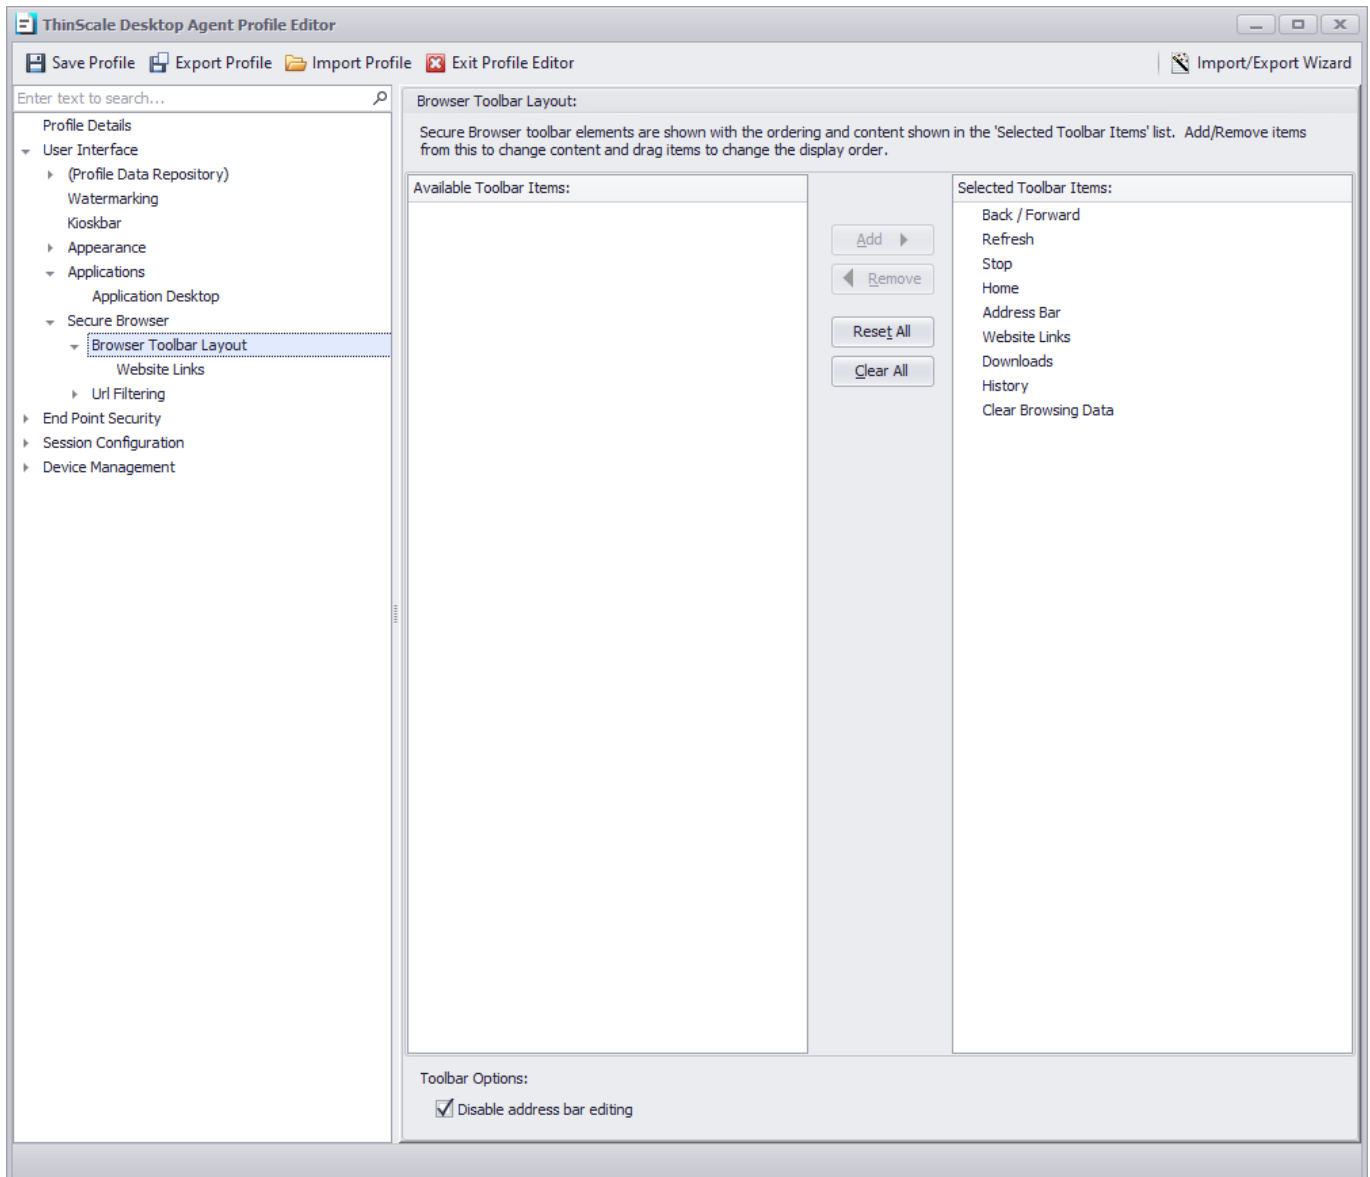 ThinScale Desktop Agent Profile Editor
Save Profile Export Profile Import Profile Exit Profile Editor Import/Export Wizard
Enter text to search...
Profile Details
User Interface
(Profile Data Repository)
Watermarking
Kioskbar
Appearance
Applications
Application Desktop
Secure Browser
Browser Toolbar Layout
Website Links
Url Filtering
End Point Security
Session Configuration
Device Management
Browser Toolbar Layout:
Secure Browser toolbar elements are shown with the ordering and content shown in the 'Selected Toolbar Items' list. Add/Remove items
from this to change content and drag items to change the display order.
Available Toolbar Items:
Add
Remove
Reset All
Clear All
Selected Toolbar Items:
Back / Forward
Refresh
Stop
Home
Address Bar
Website Links
Downloads
History
Clear Browsing Data
Toolbar Options:
Disable address bar editing